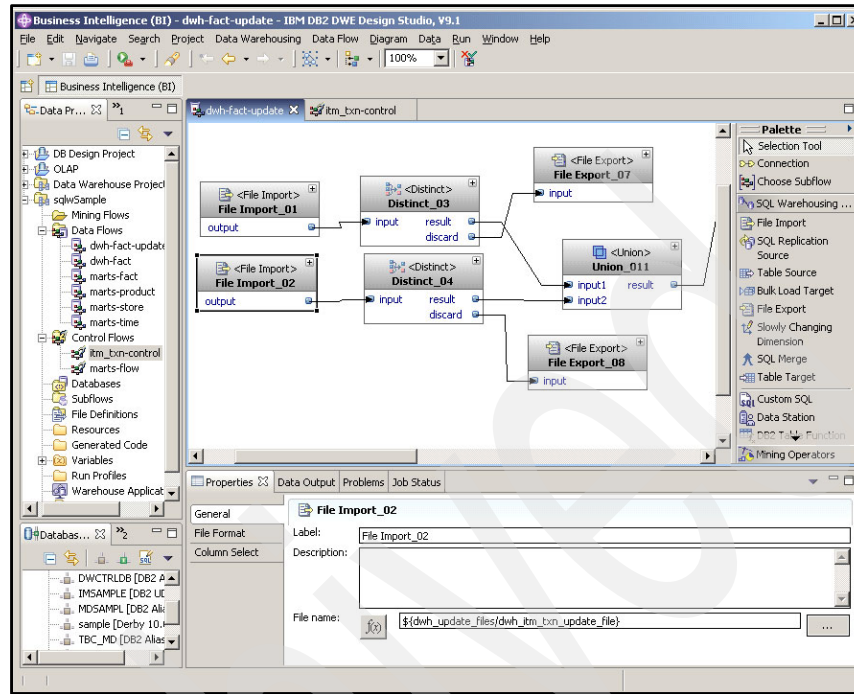 Business Intelligence (BI) - dwh-fact-update - IBM DB2 DWE Design Studio, V9.1
File Edit Navigate Search Project Data Warehousing Data Flow Diagram Data Run Window Help
100%
Business Intelligence (BI)
Data Pr...
»1
DB Design Project
OLAP
Data Warehouse Project
sqlwSample
Mining Flows
Data Flows
dwh-fact-update
dwh-fact
marts-fact
marts-product
marts-store
marts-time
Control Flows
itm_txn-control
marts-flow
Databases
Subflows
File Definitions
Resources
Generated Code
Variables
Run Profiles
Warehouse Applicat
dwh-fact-update
itm_txn-control
<File Import>
File Import_01
output
<Distinct>
Distinct_03
input result
discard
<File Export>
File Export_07
input
<File Import>
File Import_02
output
<Distinct>
Distinct_04
input result
discard
<Union>
Union_011
input1 result
input2
<File Export>
File Export_08
input
Palette
Selection Tool
Connection
Choose Subflow
SQL Warehousing ...
File Import
SQL Replication
Source
Table Source
Bulk Load Target
File Export
Slowly Changing
Dimension
SQL Merge
Table Target
Custom SQL
Data Station
DB2 Table Function
Mining Operators
Databas...
»2
DWCTRLDB [DB2 A
IMSAMPLE [DB2 UD
MDSAMPL [DB2 Alia
sample [Derby 10.
TBC_MD [DB2 Alias
Properties Data Output Problems Job Status
General
File Format
Column Select
File Import_02
Label: File Import_02
Description:
File name: f(x) ${dwh_update_files/dwh_itm_txn_update_file} ...